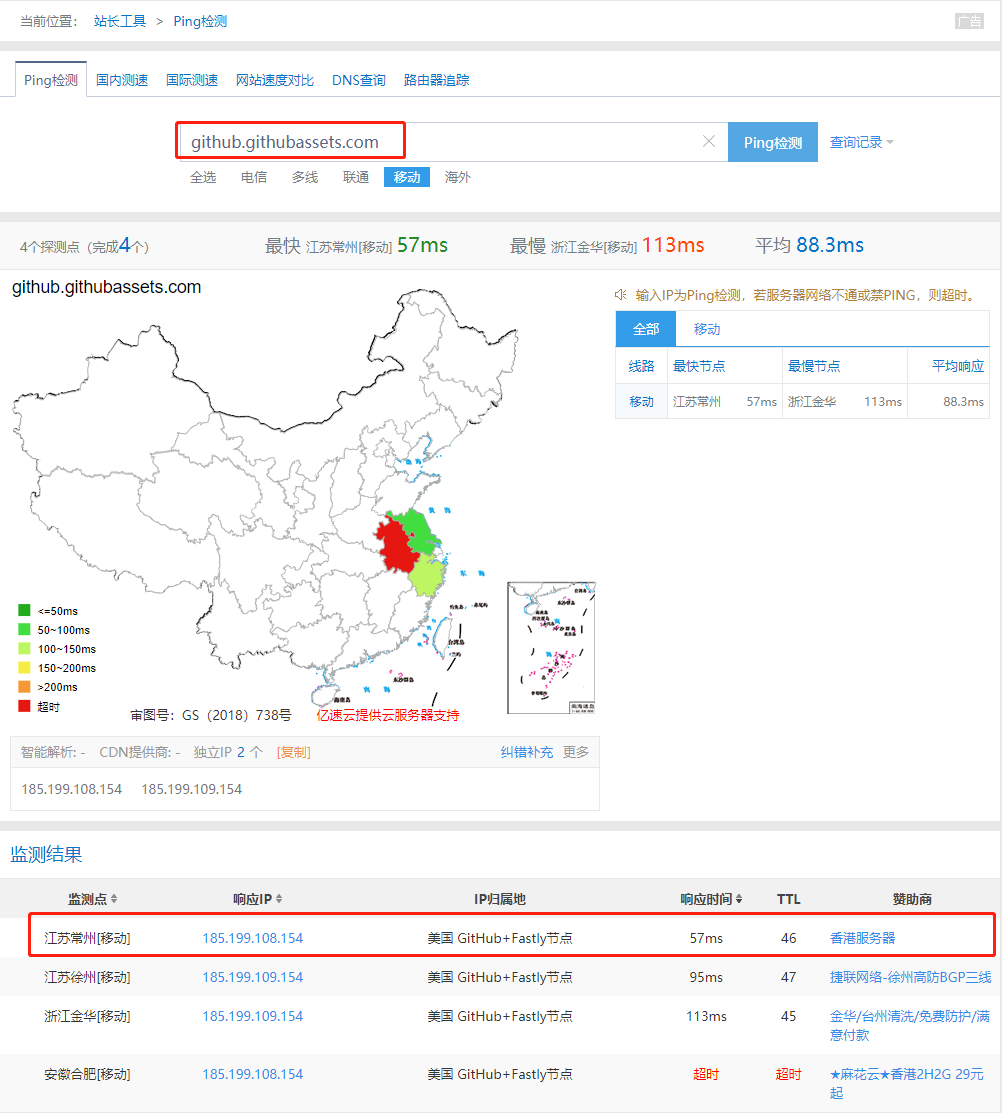 当前位置： 站长工具 > Ping检测
广告
Ping检测 国内测速 国际测速 网站速度对比 DNS查询 路由器追踪
github.githubassets.com
Ping检测 查询记录
全选 电信 多线 联通 移动 海外
4个探测点 (完成4个)
最快 江苏常州[移动] 57ms
最慢 浙江金华[移动] 113ms
平均 88.3ms
github.githubassets.com
输入IP为Ping检测，若服务器网络不通或禁PING，则超时。
全部 移动
线路 最快节点 最慢节点 平均响应
移动 江苏常州 57ms 浙江金华 113ms 88.3ms
<=50ms
50~100ms
100~150ms
150~200ms
>200ms
超时
台湾岛
海南岛
东沙群岛
南海诸岛
审图号：GS（2018）738号
亿速云提供云服务器支持
智能解析: - CDN提供商: - 独立IP 2 个 [复制]
纠错补充 更多
185.199.108.154 185.199.109.154
监测结果
监测点 响应IP IP归属地 响应时间 TTL 赞助商
江苏常州[移动] 185.199.108.154 美国 GitHub+Fastly节点 57ms 46 香港服务器
江苏徐州[移动] 185.199.109.154 美国 GitHub+Fastly节点 95ms 47 捷联网络-徐州高防BGP三线
浙江金华[移动] 185.199.109.154 美国 GitHub+Fastly节点 113ms 45 金华/台州清洗/免费防护/满
意付款
安徽合肥[移动] 185.199.109.154 美国 GitHub+Fastly节点 超时 超时 ★麻花云★香港2H2G 29元
起